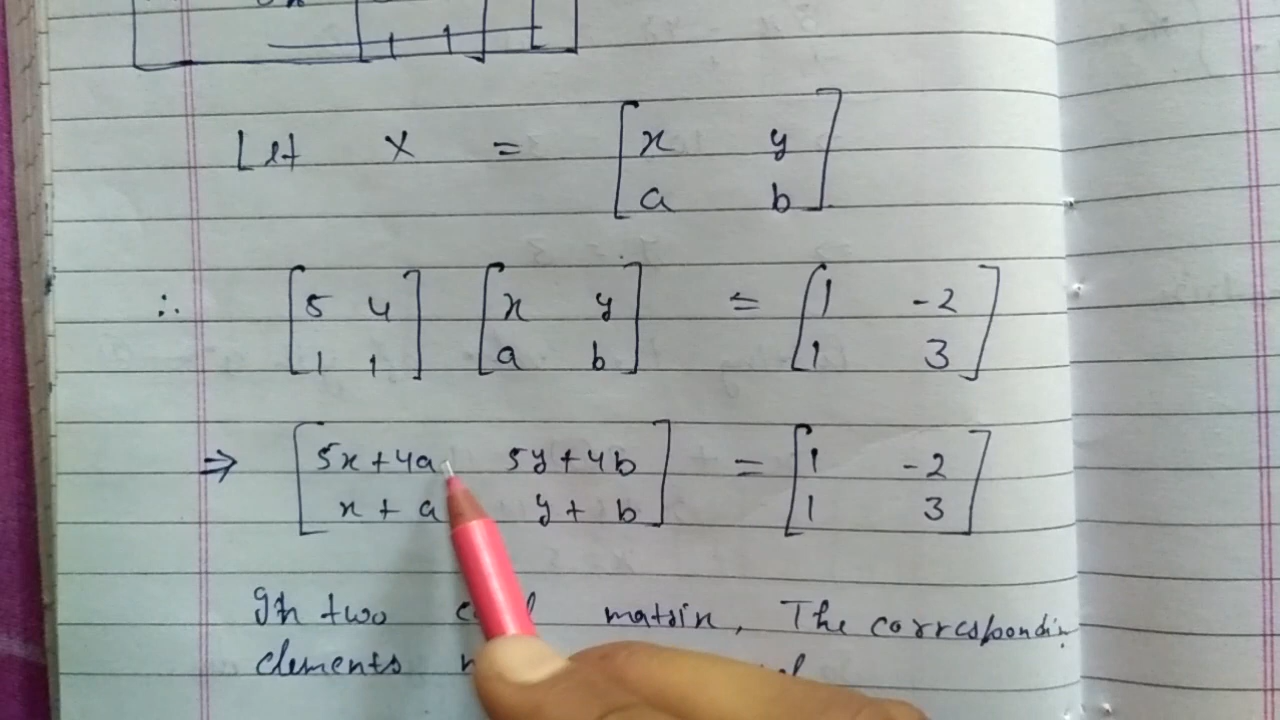 Let X = [x y
a b]
∴ [5 4
1 1] [x y
a b] = [1 -2
1 3]
⇒ [5x+4a 5y+4b
x+a y+b] = [1 -2
1 3]
In two matrix, The correspondin
elements